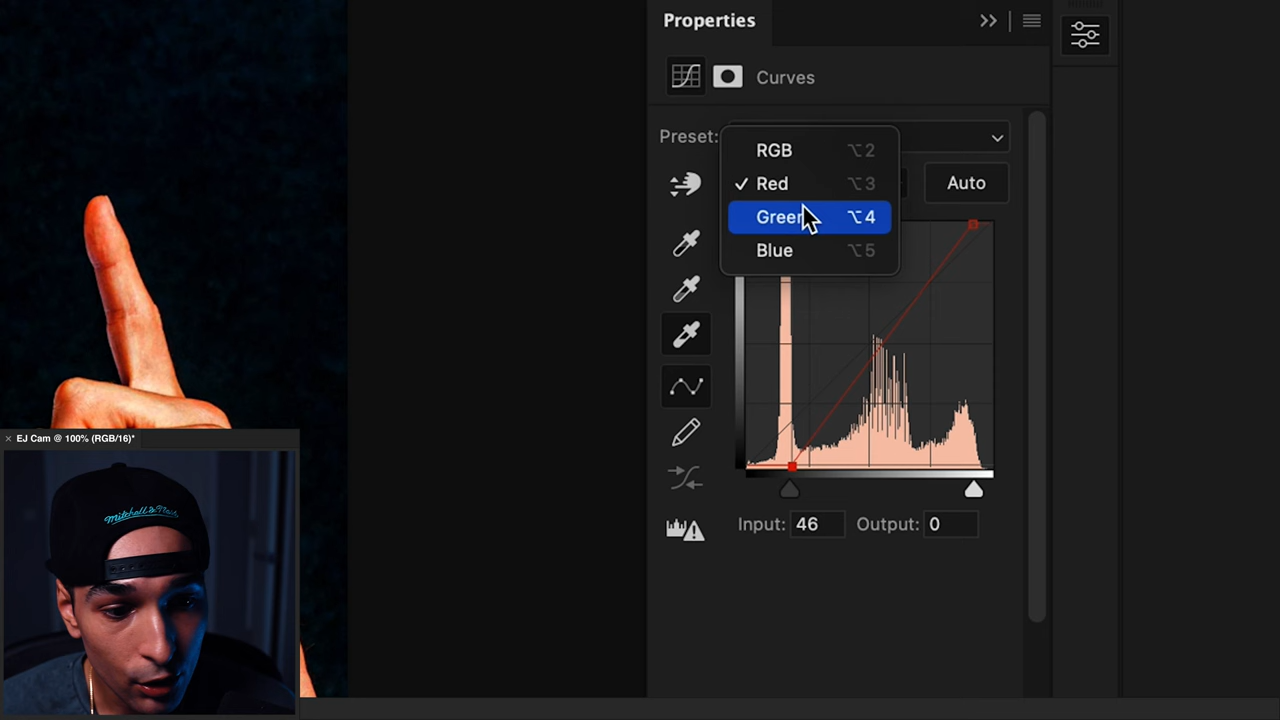 Properties
Curves
Preset:
RGB ⌥2
✓ Red ⌥3
Green ⌥4
Blue ⌥5
Auto
Input: 46 Output: 0
× EJ Cam @ 100% (RGB/16)*
Mitchell & Ness